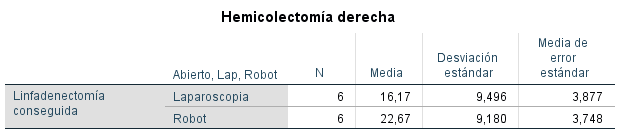 Hemicolectomía derecha
Abierto, Lap, Robot N Media Desviación estándar Media de error estándar
Linfadenectomía conseguida Laparoscopia 6 16,17 9,496 3,877
Robot 6 22,67 9,180 3,748